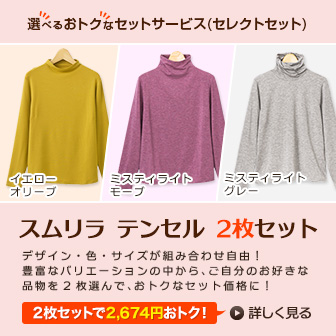 選べるおトクなセットサービス(セレクトセット)
イエロー
オリーブ
ミスティライト
モーブ
ミスティライト
グレー
スムリラ テンセル 2枚セット
デザイン・色・サイズが組み合わせ自由！
豊富なバリエーションの中から、ご自分のお好きな
品物を2枚選んで、おトクなセット価格に！
2枚セットで2,674円おトク！ 詳しく見る